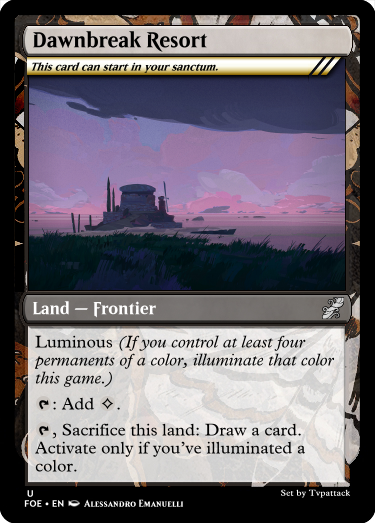 Dawnbreak Resort
This card can start in your sanctum.
Land — Frontier
Luminous (If you control at least four
permanents of a color, illuminate that color
this game.)
: Add .
, Sacrifice this land: Draw a card.
Activate only if you've illuminated a
color.
U
FOE • EN Alessandro Emanuelli
Set by Tvpattack